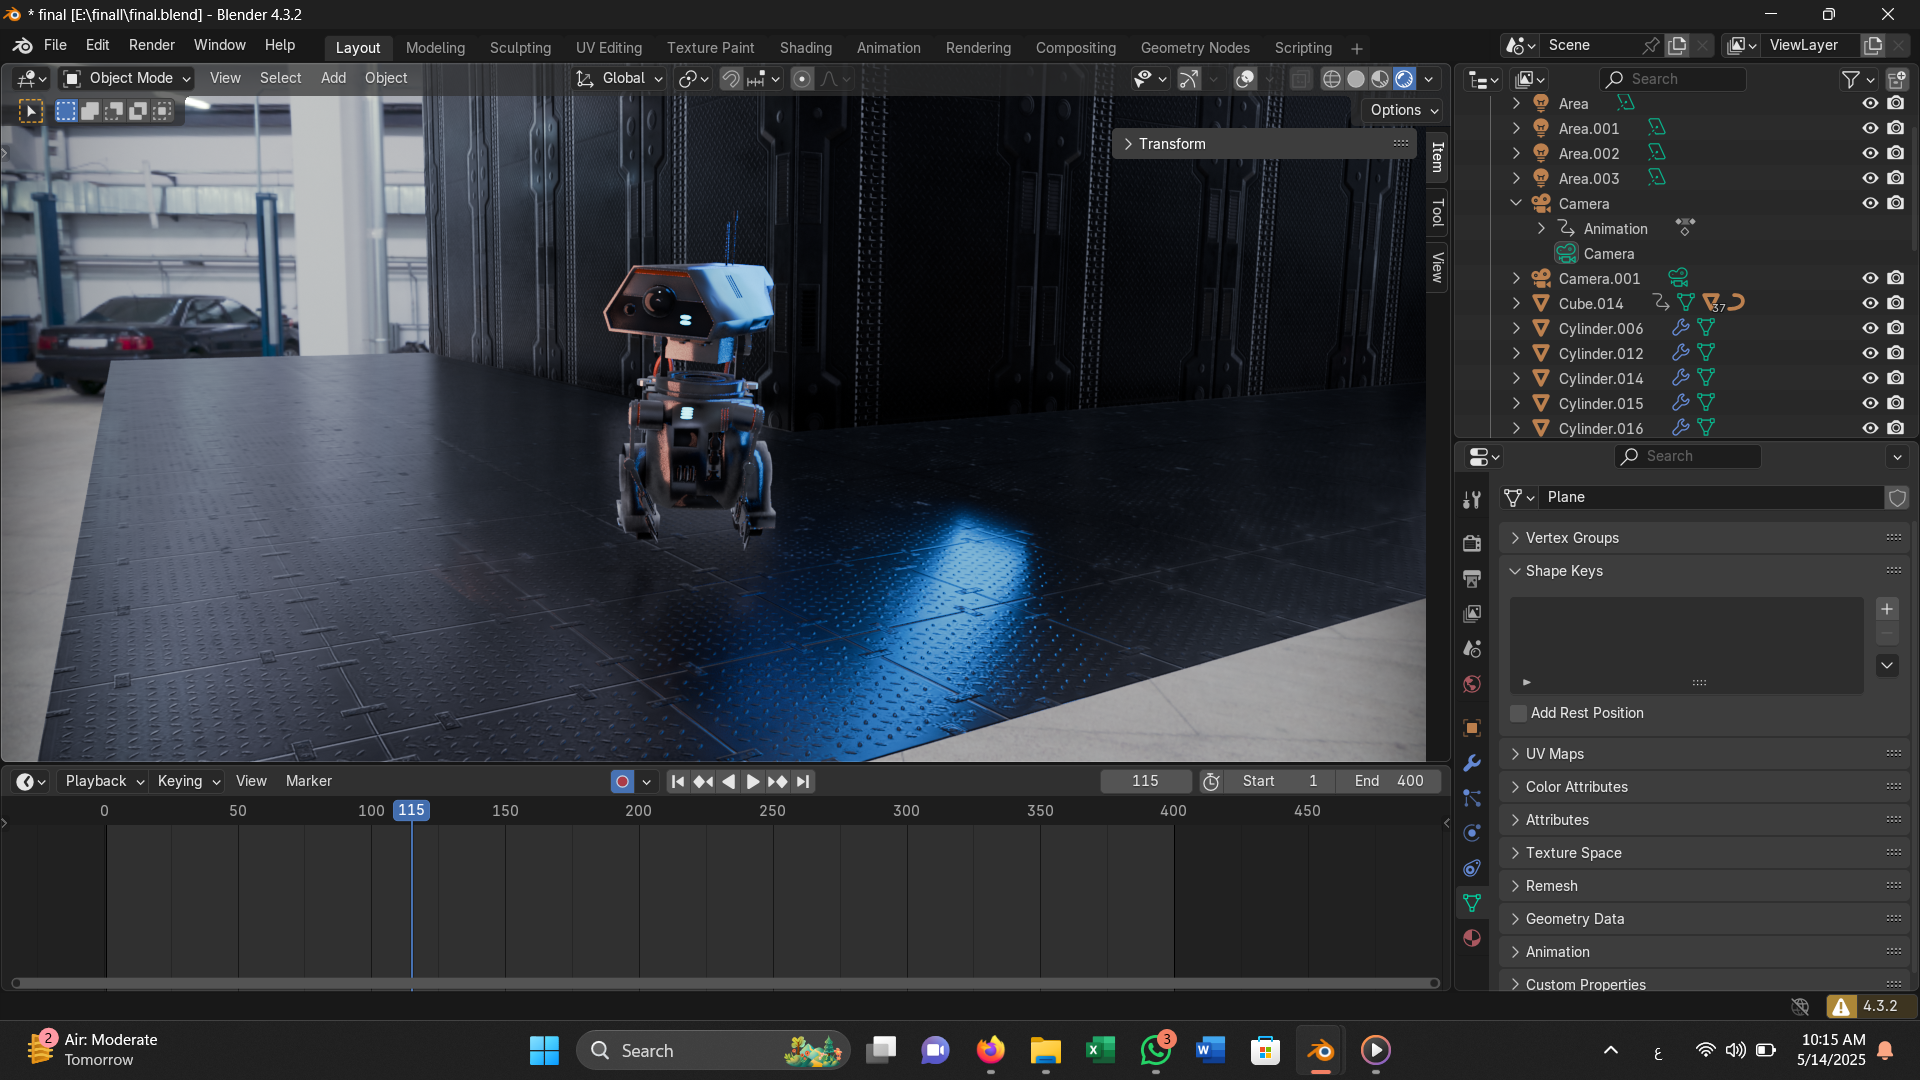 * final [E:\finall\final.blend] - Blender 4.3.2
File Edit Render Window Help
Layout Modeling Sculpting UV Editing Texture Paint Shading Animation Rendering Compositing Geometry Nodes Scripting
Scene ViewLayer
Object Mode View Select Add Object Global
Search
Options
Transform
Item
Tool
View
Area
Area.001
Area.002
Area.003
Camera
Animation
Camera
Camera.001
Cube.014 37
Cylinder.006
Cylinder.012
Cylinder.014
Cylinder.015
Cylinder.016
Search
Plane
Vertex Groups
Shape Keys
Add Rest Position
UV Maps
Color Attributes
Attributes
Texture Space
Remesh
Geometry Data
Animation
Custom Properties
Playback Keying View Marker
115 Start 1 End 400
0 50 100 115 150 200 250 300 350 400 450
4.3.2
2 Air: Moderate
Tomorrow
Search
3
ع
10:15 AM
5/14/2025